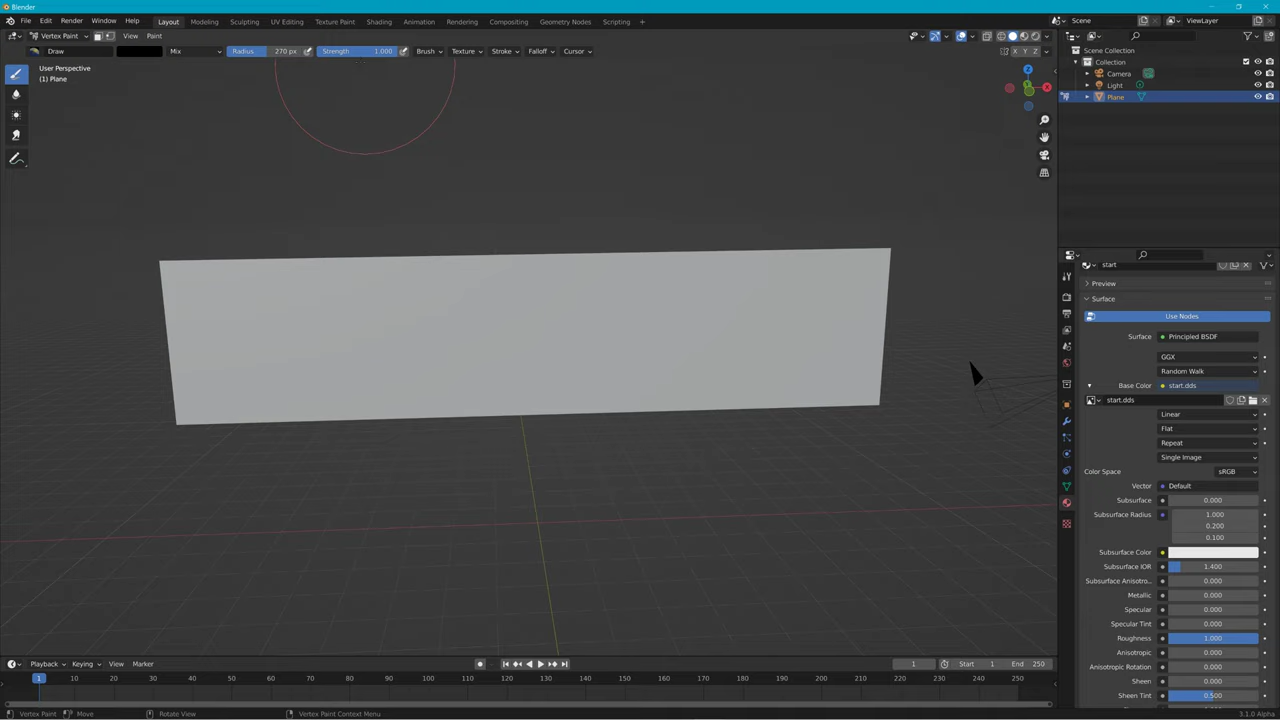 Blender
File Edit Render Window Help Layout Modeling Sculpting UV Editing Texture Paint Shading Animation Rendering Compositing Geometry Nodes Scripting + Scene ViewLayer
Vertex Paint View Paint
Draw Mix Radius 270 px Strength 1.000 Brush Texture Stroke Falloff Cursor X Y Z
User Perspective
(1) Plane
Z
X
Y
Scene Collection
Collection
Camera
Light
Plane
start
Preview
Surface
Use Nodes
Surface Principled BSDF
GGX
Random Walk
Base Color start.dds
start.dds
Linear
Flat
Repeat
Single Image
Color Space sRGB
Vector Default
Subsurface 0.000
Subsurface Radius 1.000
0.200
0.100
Subsurface Color
Subsurface IOR 1.400
Subsurface Anisotro... 0.000
Metallic 0.000
Specular 0.000
Specular Tint 0.000
Roughness 1.000
Anisotropic 0.000
Anisotropic Rotation 0.000
Sheen 0.000
Sheen Tint 0.500
Playback Keying View Marker 1 Start 1 End 250
1 10 20 30 40 50 60 70 80 90 100 110 120 130 140 150 160 170 180 190 200 210 220 230 240 250
Paint Move Rotate View Vertex Paint Context Menu 3.1.0 Alpha